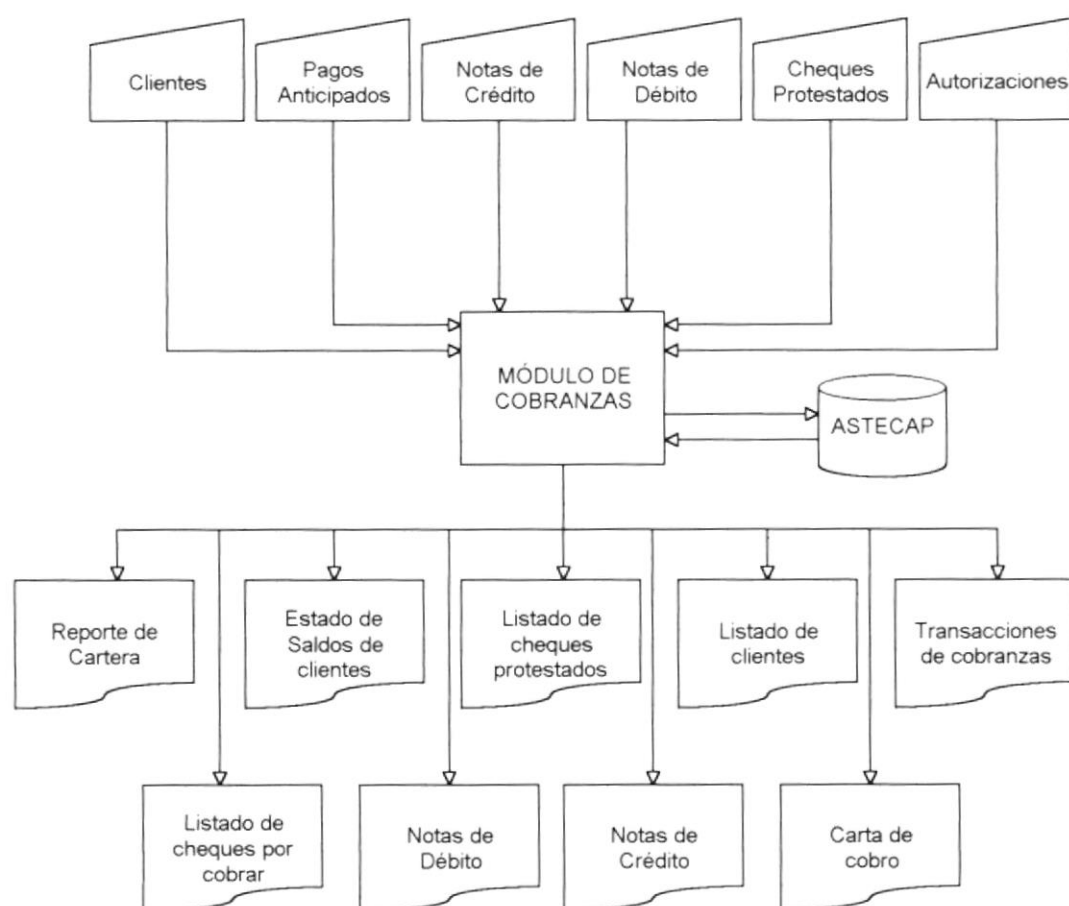 Clientes
Pagos
Anticipados
Notas de
Crédito
Notas de
Débito
Cheques
Protestados
Autorizaciones
MÓDULO DE
COBRANZAS
ASTECAP
Reporte de
Cartera
Estado de
Saldos de
clientes
Listado de
cheques
protestados
Listado de
clientes
Transacciones
de cobranzas
Listado de
cheques por
cobrar
Notas de
Débito
Notas de
Crédito
Carta de
cobro